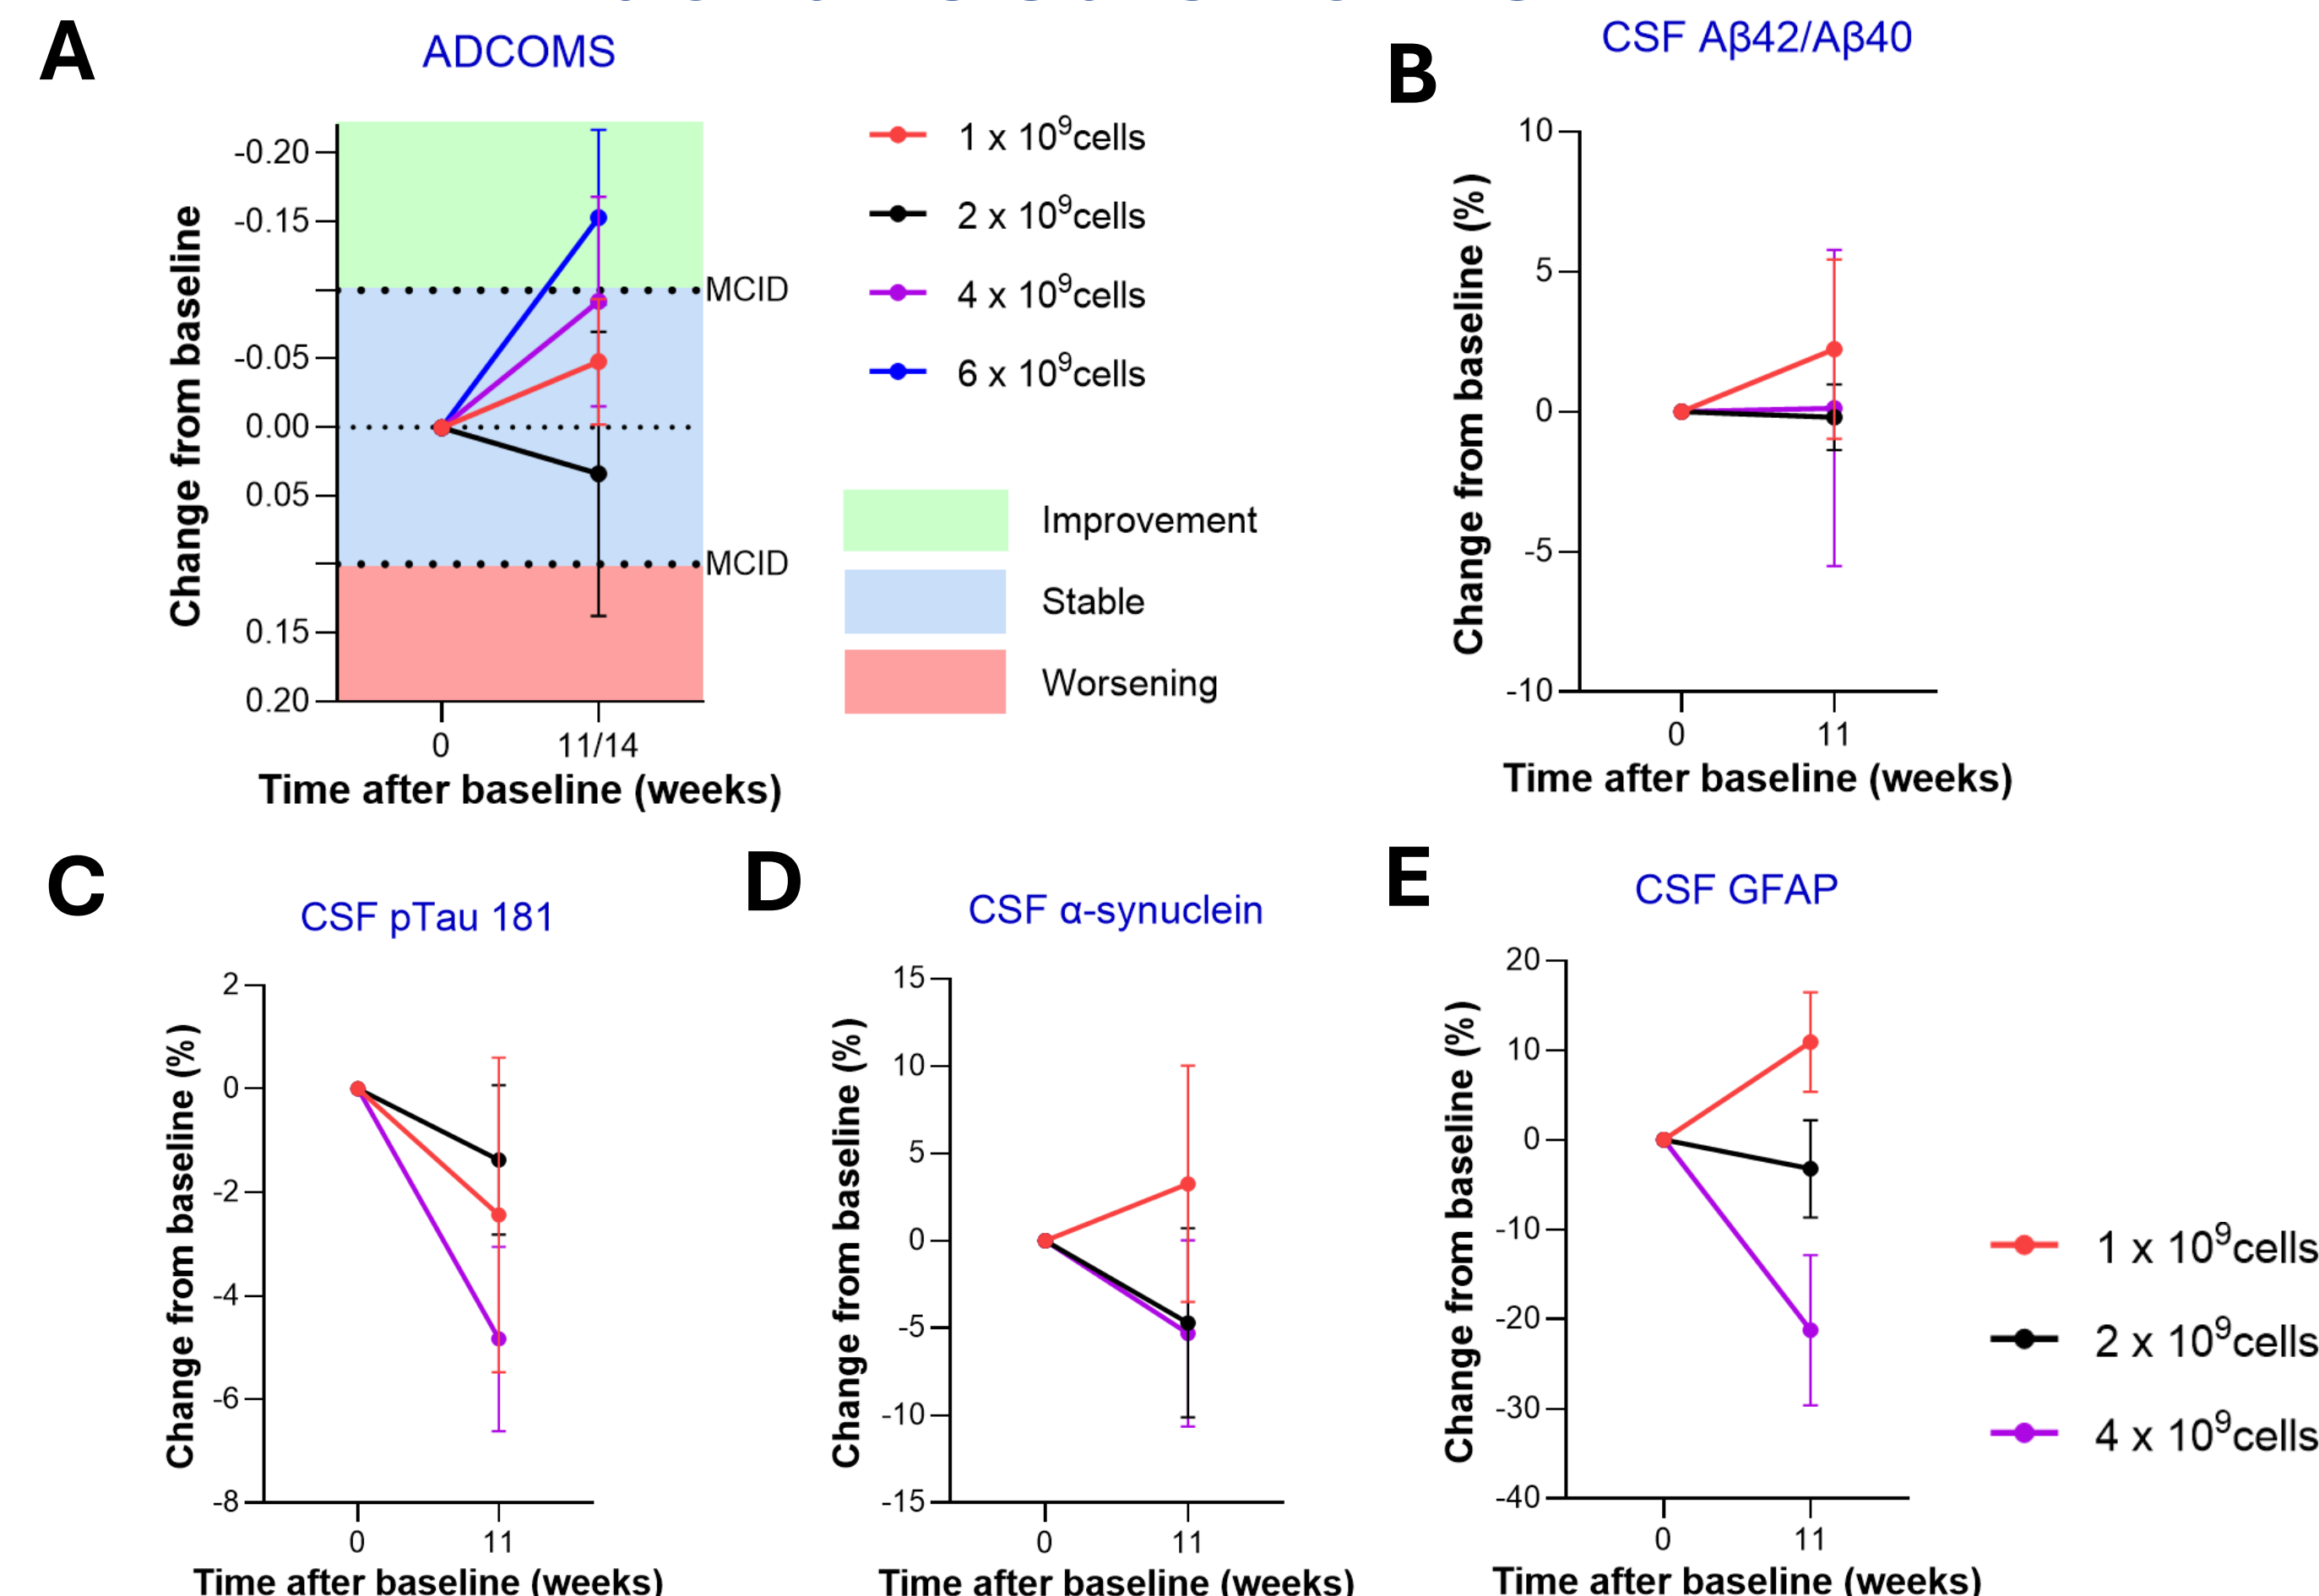 A
ADCOMS
Change from baseline
-0.20
-0.15
-0.05
0.00
0.05
0.15
0.20
MCID
MCID
0
11/14
Time after baseline (weeks)
1 x 10⁹cells
2 x 10⁹cells
4 x 10⁹cells
6 x 10⁹cells
Improvement
Stable
Worsening
B
CSF Aβ42/Aβ40
Change from baseline (%)
10
5
0
-5
-10
0
11
Time after baseline (weeks)
C
CSF pTau 181
Change from baseline (%)
2
0
-2
-4
-6
-8
0
11
Time after baseline (weeks)
D
CSF α-synuclein
Change from baseline (%)
15
10
5
0
-5
-10
-15
0
11
Time after baseline (weeks)
E
CSF GFAP
Change from baseline (%)
20
10
0
-10
-20
-30
-40
0
11
Time after baseline (weeks)
1 x 10⁹cells
2 x 10⁹cells
4 x 10⁹cells